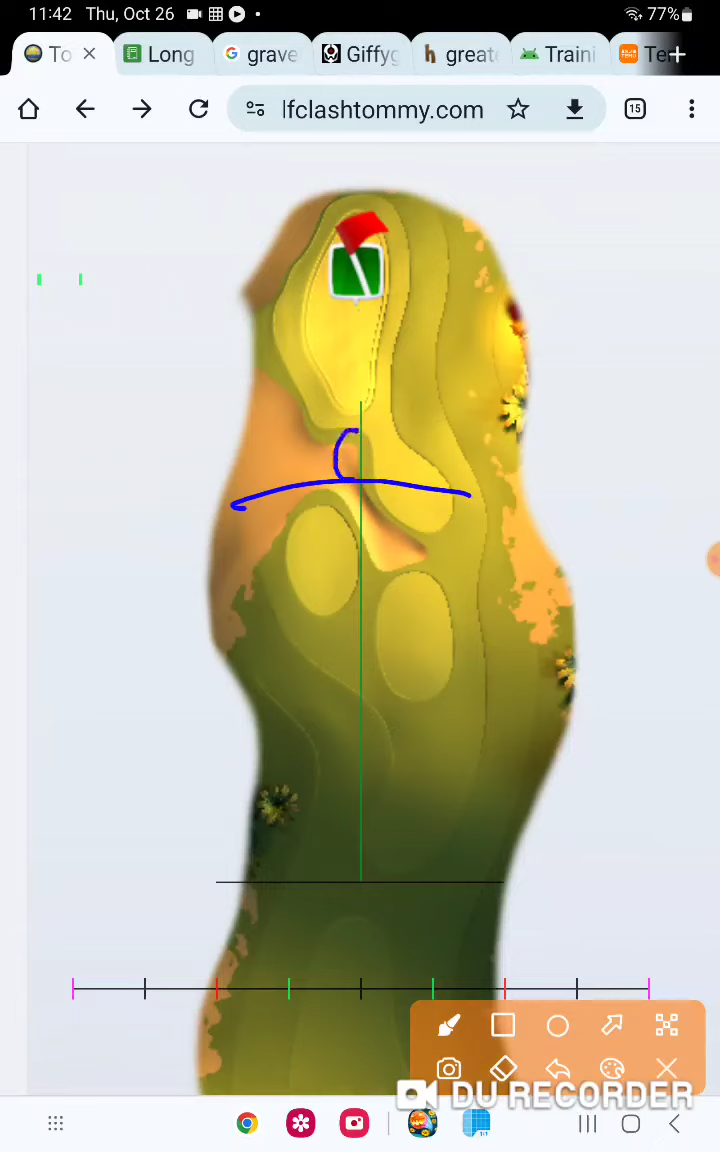 11:42 Thu, Oct 26 77%
To Long grave Giffyg great Traini Te
lfclashtommy.com 15
DU RECORDER